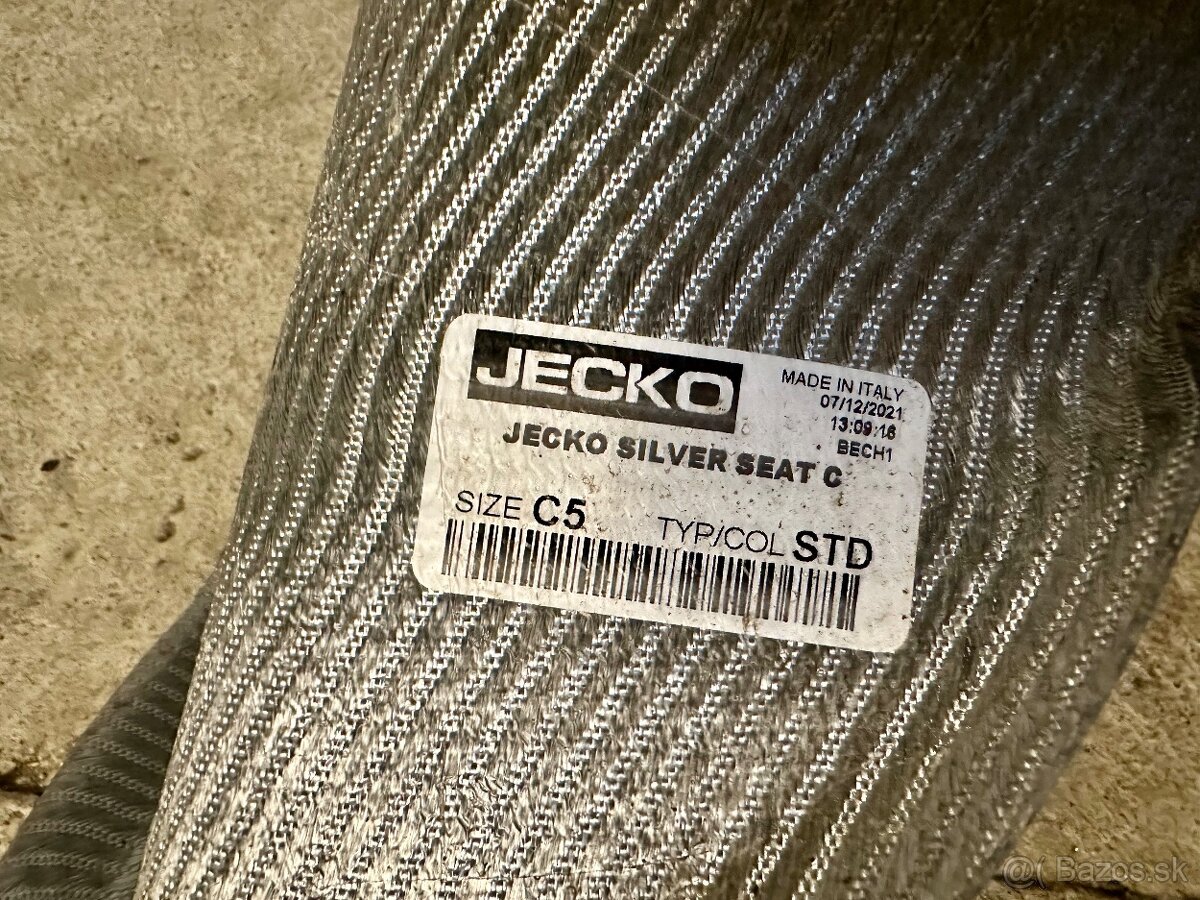 JECKO
MADE IN ITALY
07/12/2021
13:09:16
BECH1
JECKO SILVER SEAT C
SIZE C5 TYP/COL STD
@( Bazos.sk